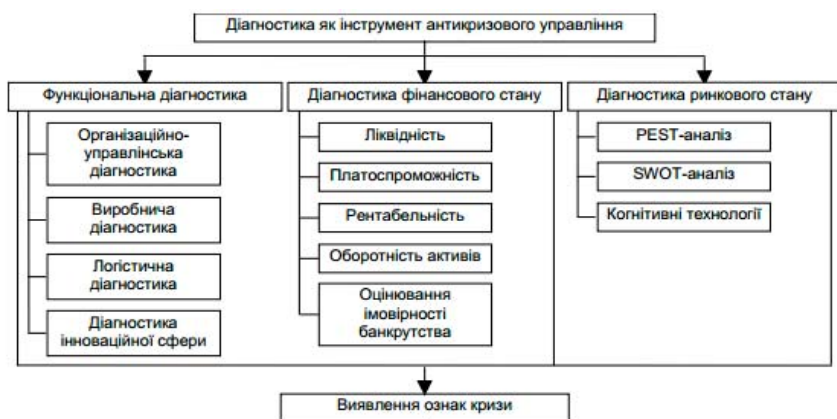 Діагностика як інструмент антикризового управління
Функціональна діагностика
Організаційно-
управлінська
діагностика
Виробнича
діагностика
Логістична
діагностика
Діагностика
інноваційної сфери
Діагностика фінансового стану
Ліквідність
Платоспроможність
Рентабельність
Оборотність активів
Оцінювання
імовірності
банкрутства
Діагностика ринкового стану
PEST-аналіз
SWOT-аналіз
Когнітивні технології
Виявлення ознак кризи